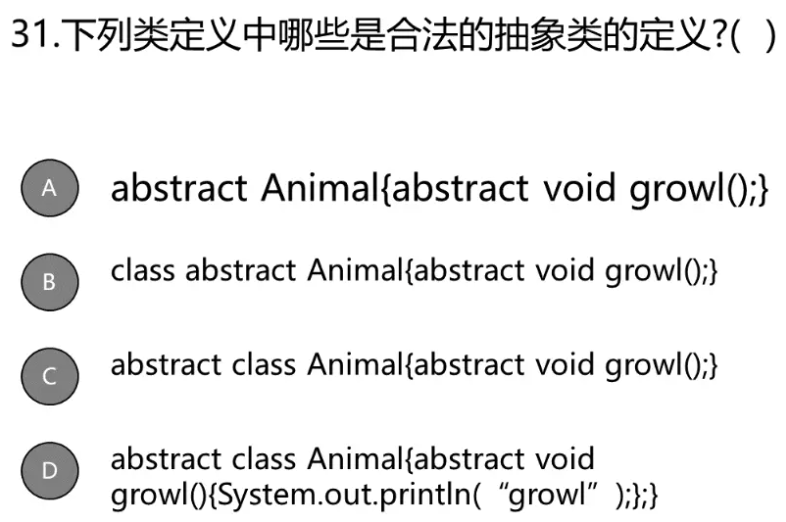 31.下列类定义中哪些是合法的抽象类的定义?( )
A abstract Animal{abstract void growl();}
B class abstract Animal{abstract void growl();}
C abstract class Animal{abstract void growl();}
D abstract class Animal{abstract void
growl(){System.out.println(“growl”);};}